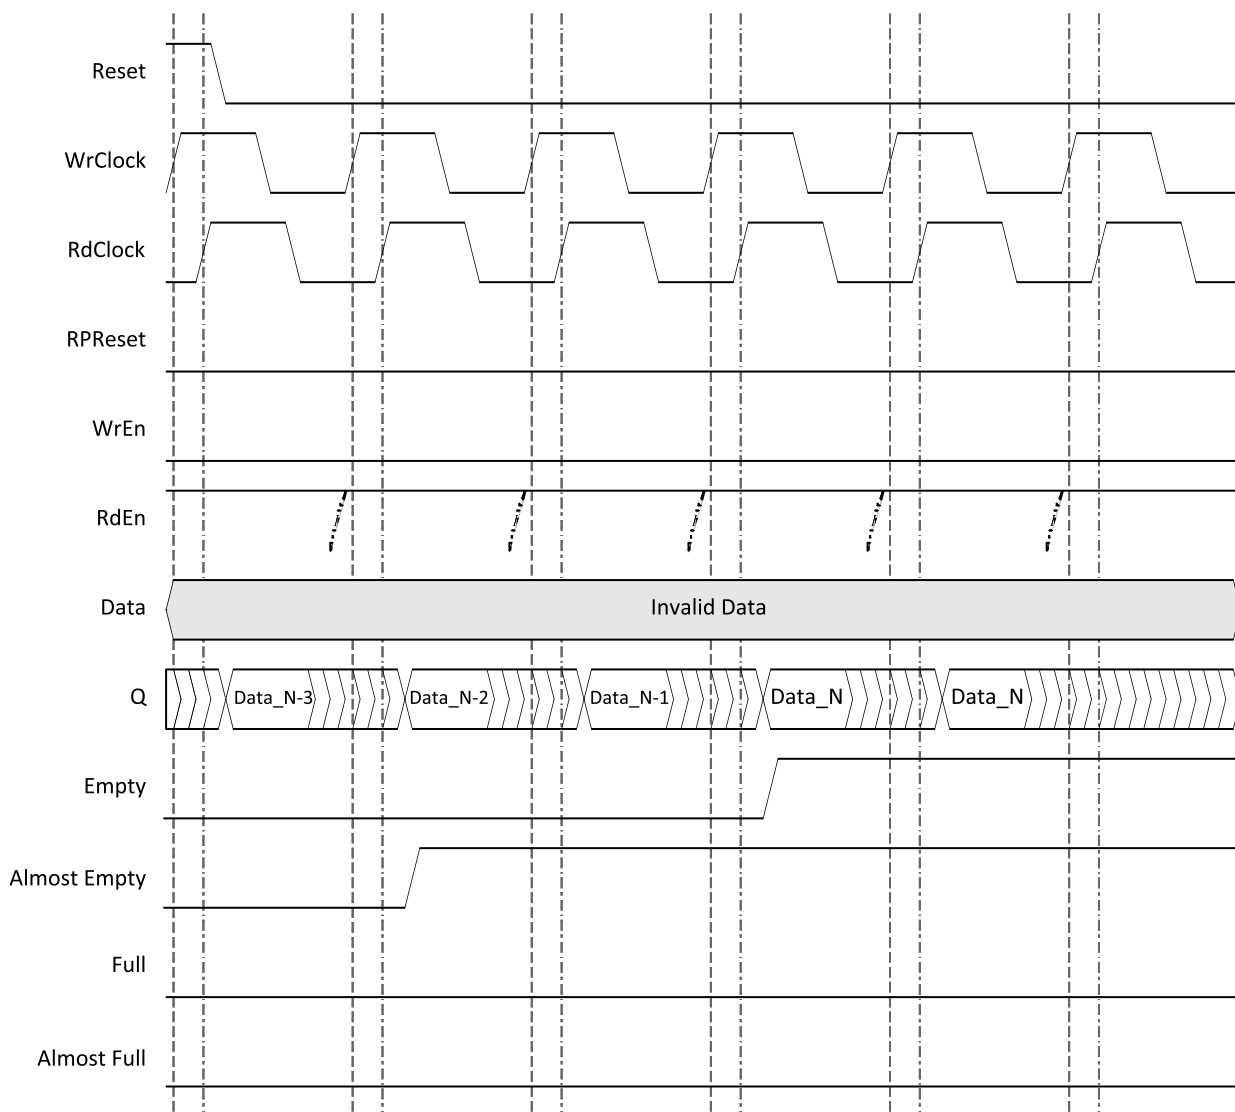 Reset
WrClock
RdClock
RPReset
WrEn
RdEn
Data Invalid Data
Q Data_N-3 Data_N-2 Data_N-1 Data_N Data_N
Empty
Almost Empty
Full
Almost Full